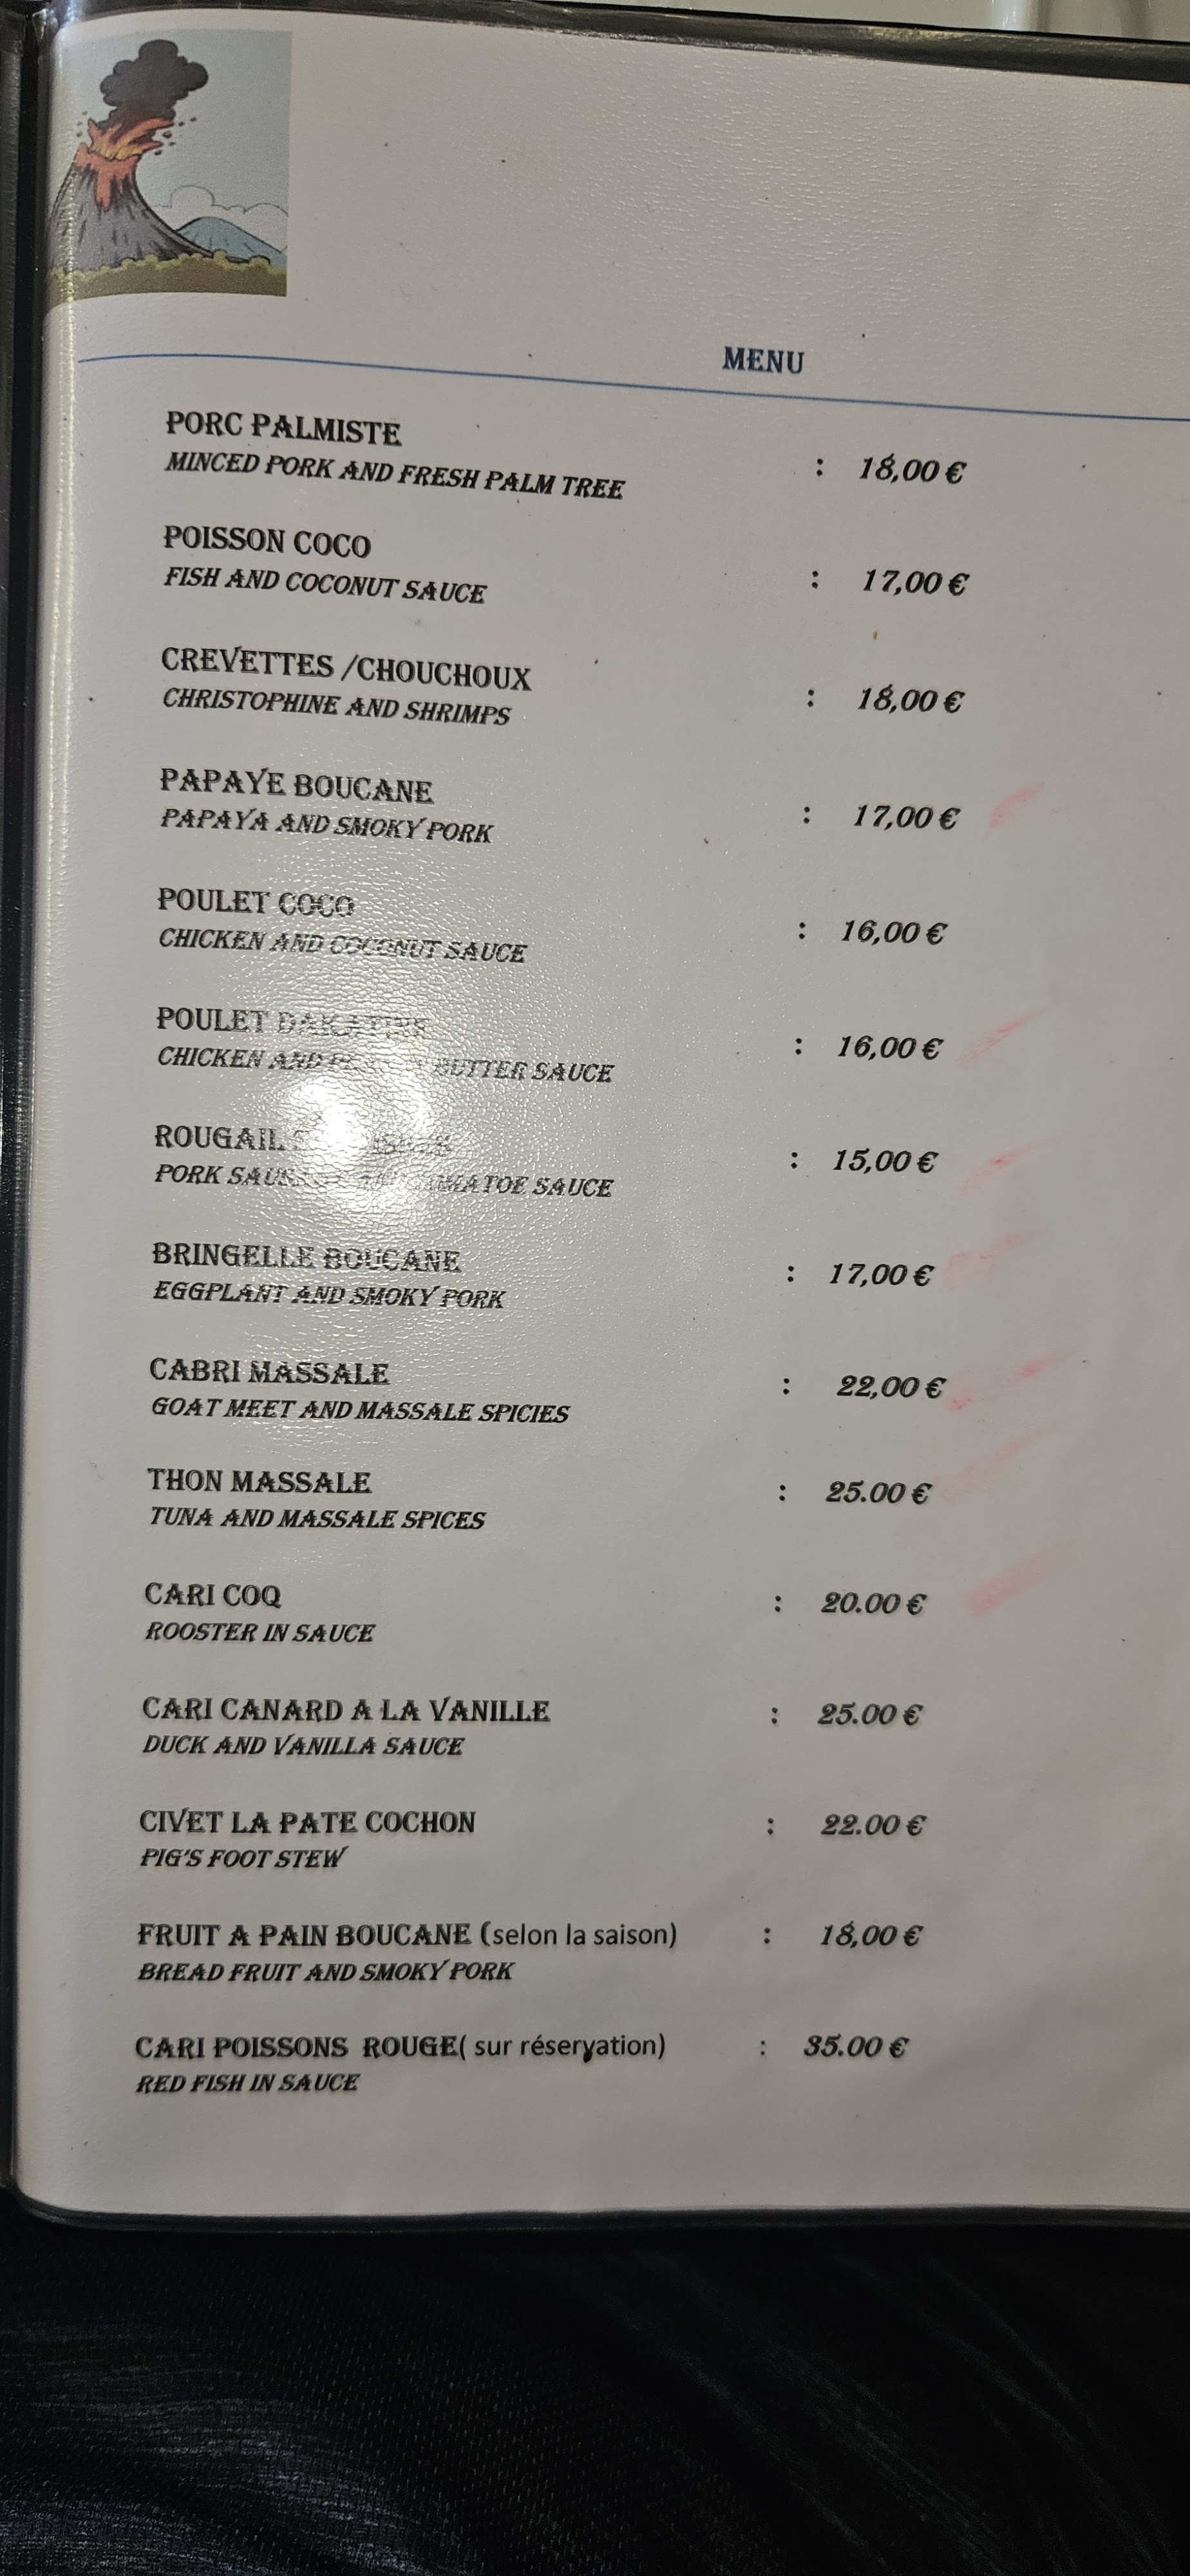 MENU
PORC PALMISTE
MINCED PORK AND FRESH PALM TREE : 18,00 €
POISSON COCO
FISH AND COCONUT SAUCE : 17,00 €
CREVETTES /CHOUCHOUX
CHRISTOPHINE AND SHRIMPS : 18,00 €
PAPAYE BOUCANE
PAPAYA AND SMOKY PORK : 17,00 €
POULET COCO
CHICKEN AND COCONUT SAUCE : 16,00 €
POULET DAKATINE
CHICKEN AND BUTTER SAUCE : 16,00 €
ROUGAIL
PORK SAUCE : 15,00 €
BRINGELLE BOUCANE
EGGPLANT AND SMOKY PORK : 17,00 €
CABRI MASSALE
GOAT MEET AND MASSALE SPICIES : 22,00 €
THON MASSALE
TUNA AND MASSALE SPICES : 25.00 €
CARI COQ
ROOSTER IN SAUCE : 20.00 €
CARI CANARD A LA VANILLE : 25.00 €
DUCK AND VANILLA SAUCE
CIVET LA PATE COCHON : 22.00 €
PIG'S FOOT STEW
FRUIT A PAIN BOUCANE (selon la saison) : 18,00 €
BREAD FRUIT AND SMOKY PORK
CARI POISSONS ROUGE( sur réservation) : 35.00 €
RED FISH IN SAUCE